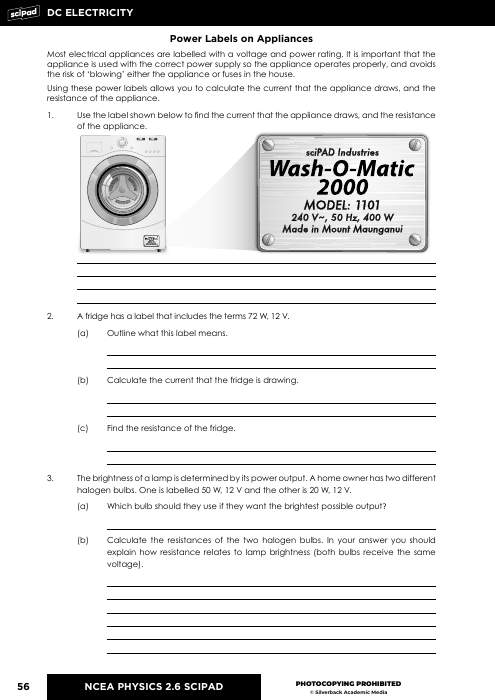 scipad DC ELECTRICITY
Power Labels on Appliances
Most electrical appliances are labelled with a voltage and power rating. It is important that the
appliance is used with the correct power supply so the appliance operates properly, and avoids
the risk of ‘blowing’ either the appliance or fuses in the house.
Using these power labels allows you to calculate the current that the appliance draws, and the
resistance of the appliance.
1. Use the label shown below to find the current that the appliance draws, and the resistance
of the appliance.
sciPAD Industries
Wash-O-Matic
2000
MODEL: 1101
240 V~, 50 Hz, 400 W
Made in Mount Maunganui
2. A fridge has a label that includes the terms 72 W, 12 V.
(a) Outline what this label means.
(b) Calculate the current that the fridge is drawing.
(c) Find the resistance of the fridge.
3. The brightness of a lamp is determined by its power output. A home owner has two different
halogen bulbs. One is labelled 50 W, 12 V and the other is 20 W, 12 V.
(a) Which bulb should they use if they want the brightest possible output?
(b) Calculate the resistances of the two halogen bulbs. In your answer you should
explain how resistance relates to lamp brightness (both bulbs receive the same
voltage).
56 NCEA PHYSICS 2.6 SCIPAD
PHOTOCOPYING PROHIBITED
© Silverback Academic Media